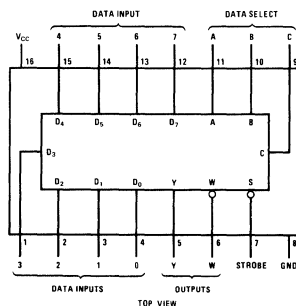 DATA INPUT DATA SELECT
VCC 4 5 6 7 A B C
16 15 14 13 12 11 10 9
D4 D5 D6 D7 A B
D3 C
D2 D1 D0 Y W S
1 2 3 4 5 6 7 8
3 2 1 0 Y W STROBE GND
DATA INPUTS OUTPUTS
TOP VIEW